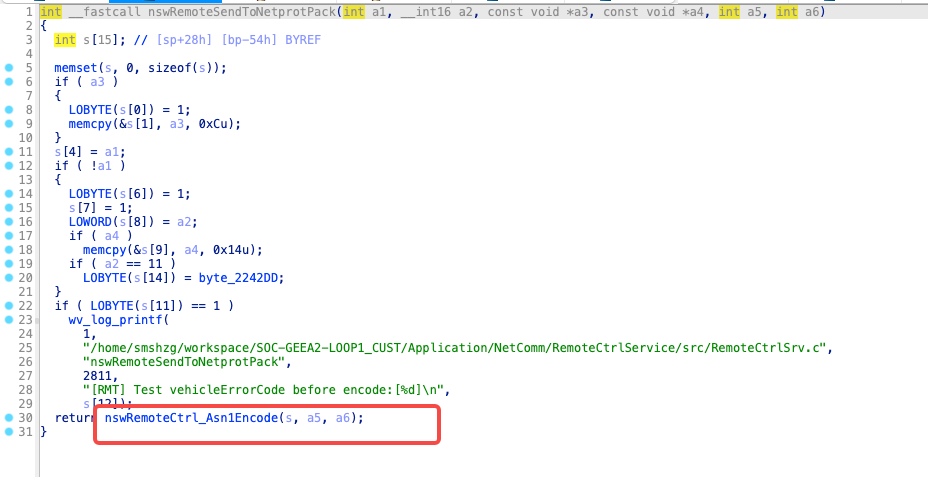 1 int __fastcall nswRemoteSendToNetprotPack(int a1, __int16 a2, const void *a3, const void *a4, int a5, int a6)
2 {
3 int s[15]; // [sp+28h] [bp-54h] BYREF
4
5 memset(s, 0, sizeof(s));
6 if ( a3 )
7 {
8 LOBYTE(s[0]) = 1;
9 memcpy(&s[1], a3, 0xCu);
10 }
11 s[4] = a1;
12 if ( !a1 )
13 {
14 LOBYTE(s[6]) = 1;
15 s[7] = 1;
16 LOWORD(s[8]) = a2;
17 if ( a4 )
18 memcpy(&s[9], a4, 0x14u);
19 if ( a2 == 11 )
20 LOBYTE(s[14]) = byte_2242DD;
21 }
22 if ( LOBYTE(s[11]) == 1 )
23 wv_log_printf(
24 1,
25 "/home/smshzg/workspace/SOC-GEEA2-LOOP1_CUST/Application/NetComm/RemoteCtrlService/src/RemoteCtrlSrv.c",
26 "nswRemoteSendToNetprotPack",
27 2811,
28 "[RMT] Test vehicleErrorCode before encode:[%d]\n",
29 s[12]);
30 return nswRemoteCtrl_Asn1Encode(s, a5, a6);
31 }